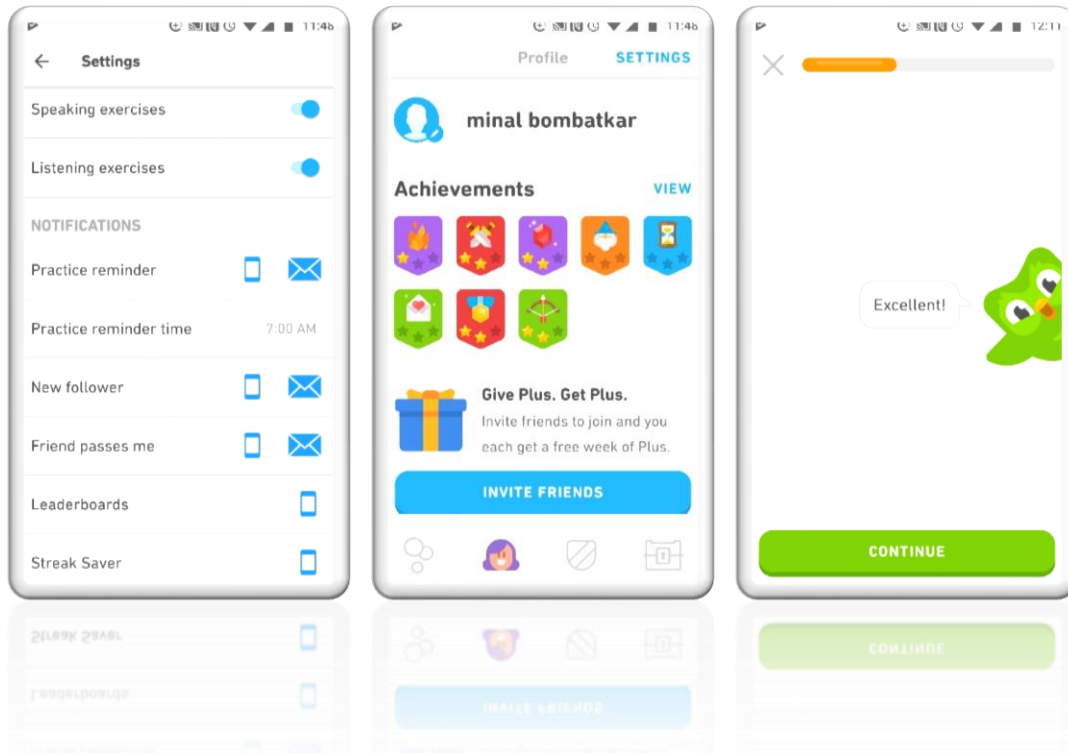 11:48
Settings
Speaking exercises
Listening exercises
NOTIFICATIONS
Practice reminder
Practice reminder time 7:00 AM
New follower
Friend passes me
Leaderboards
Streak Saver
11:48
Profile SETTINGS
minal bombatkar
Achievements VIEW
Give Plus. Get Plus.
Invite friends to join and you
each get a free week of Plus.
INVITE FRIENDS
12:11
Excellent!
CONTINUE